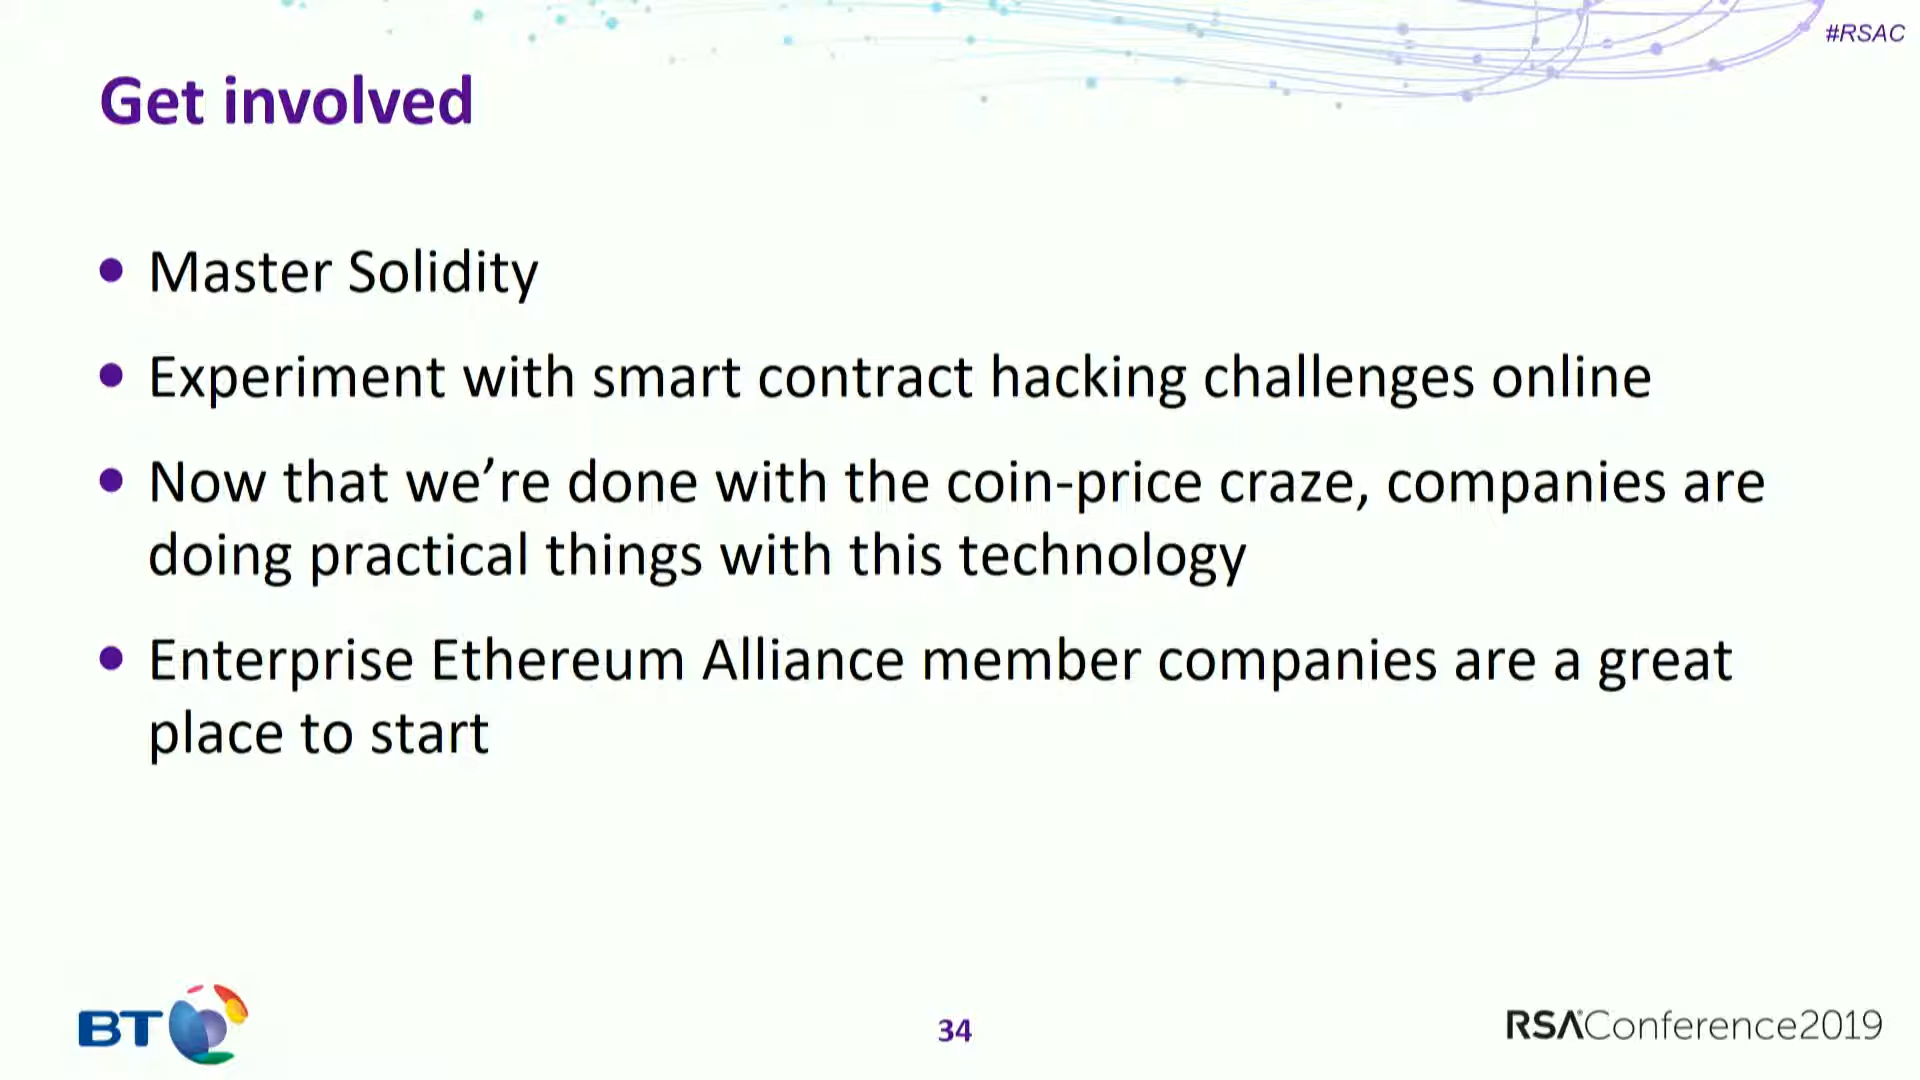 #RSAC
Get involved
• Master Solidity
• Experiment with smart contract hacking challenges online
• Now that we’re done with the coin-price craze, companies are
doing practical things with this technology
• Enterprise Ethereum Alliance member companies are a great
place to start
BT
34
RSAConference2019